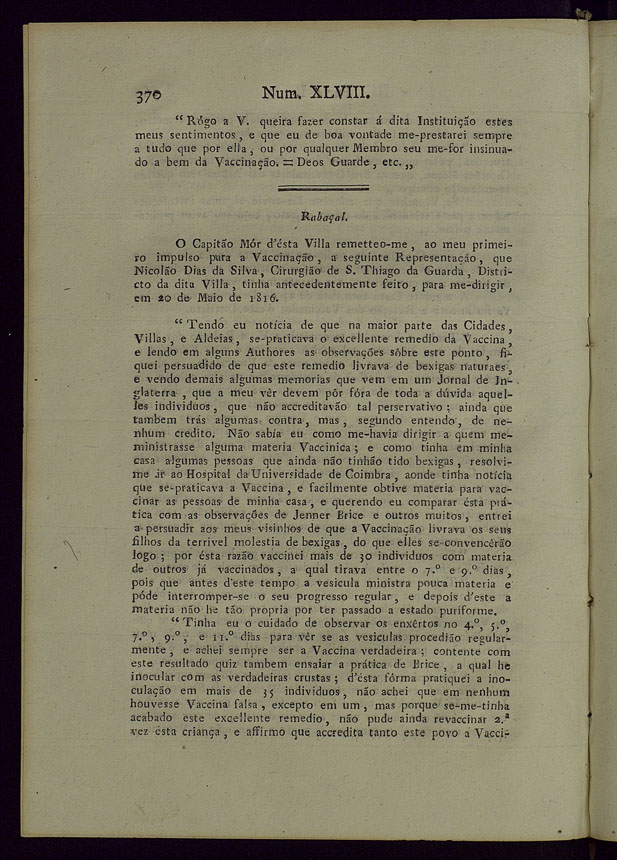 370 Num. XLVIII.
“ Rógo a V. queira fazer constar á dita Instituição estes
meus sentimentos, e que eu de boa vontade me-prestarei sempre
a tudo que por ella, ou por qualquer Membro seu me-for insinua-
do a bem da Vaccinação. = Deos Guarde, etc. „
Rabaçal.
O Capitão Mór d'ésta Villa remetteo-me, ao meu primei-
ro impulso para a Vaccinação, a seguinte Representação, que
Nicoláo Dias da Silva, Cirurgião de S. Thiago da Guarda, Distri-
cto da dita Villa, tinha antecedentemente feito, para me-dirigir,
em 20 de Maio de 1816.
“ Tendo eu notícia de que na maior parte das Cidades,
Villas, e Aldeias, se-praticava o excellente remedio da Vaccina,
e lendo em alguns Authores as observações sôbre este ponto, fi-
quei persuadido de que este remedio livrava de bexigas naturaes,
e vendo demais algumas memorias que vem em um Jornal de In-
glaterra, que a meu vêr devem pôr fóra de toda a dúvida aquel-
les individuos, que não accreditavão tal perservativo; ainda que
tambem trás algumas contra, mas, segúndo entendo, de ne-
nhum credito. Não sabía eu como me-havia dirigir a quem me-
ministrasse alguma materia Vaccinica; e como tinha em minha
casa algumas pessoas que ainda não tinhão tido bexigas, resolvi-
me ir ao Hospital da Universidade de Coimbra, aonde tinha notícia
que se-praticava a Vaccina, e facilmente obtive materia para vac-
cinar as pessoas de minha casa, e querendo eu comparar ésta prá-
tica com as observações de Jenner Brice e outros muitos, entrei
a persuadir aos meus visinhos de que a Vaccinação livrava os seus
filhos da terrivel molestia de bexigas, do que elles se-convencêrão
logo; por ésta razão vaccinei mais de 30 individuos com materia
de outros já vaccinados, a qual tirava entre o 7.º e 9.º dias,
pois que antes d'este tempo a vesicula ministra pouca materia e
póde interromper-se o seu progresso regular, e depois d'este a
materia não he tão propria por ter passado a estado puriforme.
“ Tinha eu o cuidado de observar os enxértos no 4.º, 5.º,
7.º, 9.º, e 11.º dias para vêr se as vesiculas procedião regular-
mente, e achei sempre ser a Vaccina verdadeira; contente com
este resultado quiz tambem ensaiar a prática de Brice, a qual he
inocular com as verdadeiras crustas; d'ésta fórma pratiquei a ino-
culação em mais de 35 individuos, não achei que em nenhum
houvesse Vaccina falsa, excepto em um, mas porque se-me-tinha
acabado este excellente remedio, não pude ainda revaccinar 2.ª
vez ésta criança, e affirmo que accredita tanto este povo a Vacci-